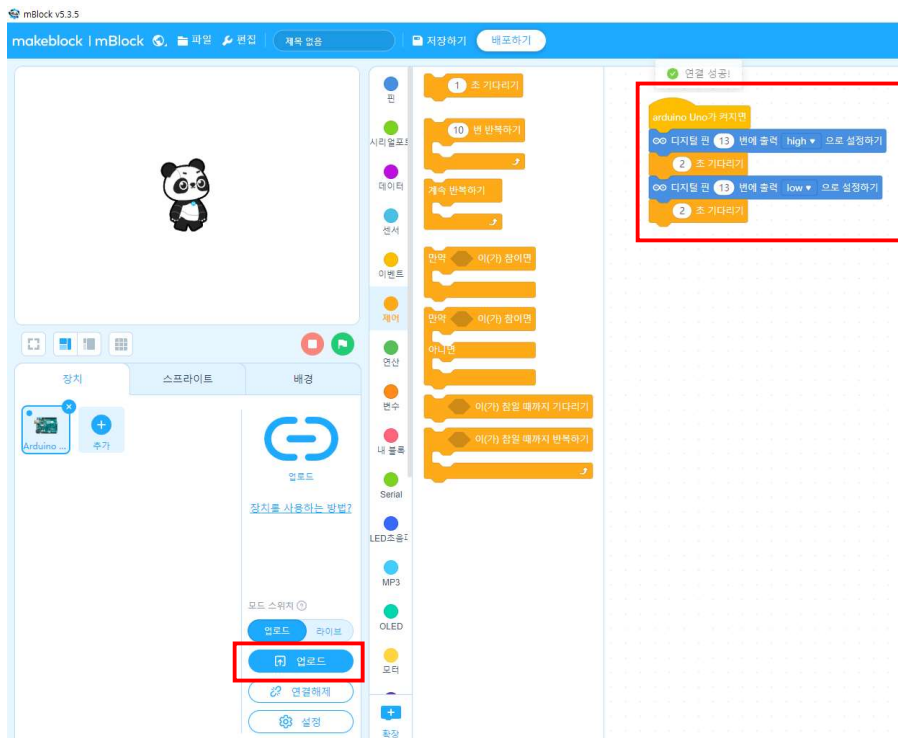 mBlock v5.3.5
makeblock | mBlock 파일 편집 제목 없음 저장하기 배포하기
연결 성공!
핀
시리얼포트
데이터
센서
이벤트
제어
연산
변수
내 블록
Serial
LED초음파
MP3
OLED
모터
확장
1 초 기다리기
10 번 반복하기
계속 반복하기
만약 이(가) 참이면
만약 이(가) 참이면
아니면
이(가) 참일 때까지 기다리기
이(가) 참일 때까지 반복하기
arduino Uno가 켜지면
디지털 핀 13 번에 출력 high 으로 설정하기
2 초 기다리기
디지털 핀 13 번에 출력 low 으로 설정하기
2 초 기다리기
장치 스프라이트 배경
Arduino ...
추가
업로드
장치를 사용하는 방법?
모드 스위치
업로드 라이브
업로드
연결해제
설정